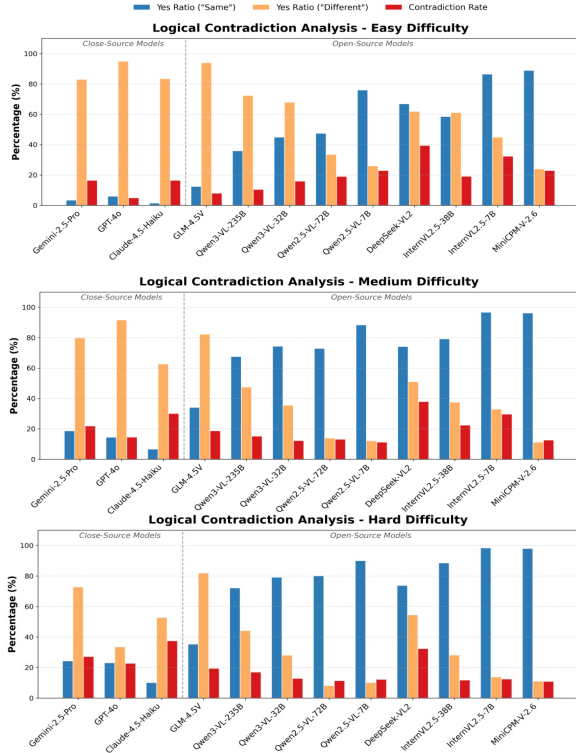 Yes Ratio ("Same") Yes Ratio ("Different") Contradiction Rate
Logical Contradiction Analysis - Easy Difficulty
Close-Source Models Open-Source Models
Percentage (%)
100
80
60
40
20
0
Gemini-2.5-Pro
GPT-4o
Claude-4.5-Haiku
GLM-4.5V
Qwen3-VL-235B
Qwen3-VL-32B
Qwen2.5-VL-72B
Qwen2.5-VL-7B
DeepSeek-VL2
InternVL2.5-38B
InternVL2.5-7B
MiniCPM-V-2.6
Logical Contradiction Analysis - Medium Difficulty
Close-Source Models Open-Source Models
Percentage (%)
100
80
60
40
20
0
Gemini-2.5-Pro
GPT-4o
Claude-4.5-Haiku
GLM-4.5V
Qwen3-VL-235B
Qwen3-VL-32B
Qwen2.5-VL-72B
Qwen2.5-VL-7B
DeepSeek-VL2
InternVL2.5-38B
InternVL2.5-7B
MiniCPM-V-2.6
Logical Contradiction Analysis - Hard Difficulty
Close-Source Models Open-Source Models
Percentage (%)
100
80
60
40
20
0
Gemini-2.5-Pro
GPT-4o
Claude-4.5-Haiku
GLM-4.5V
Qwen3-VL-235B
Qwen3-VL-32B
Qwen2.5-VL-72B
Qwen2.5-VL-7B
DeepSeek-VL2
InternVL2.5-38B
InternVL2.5-7B
MiniCPM-V-2.6